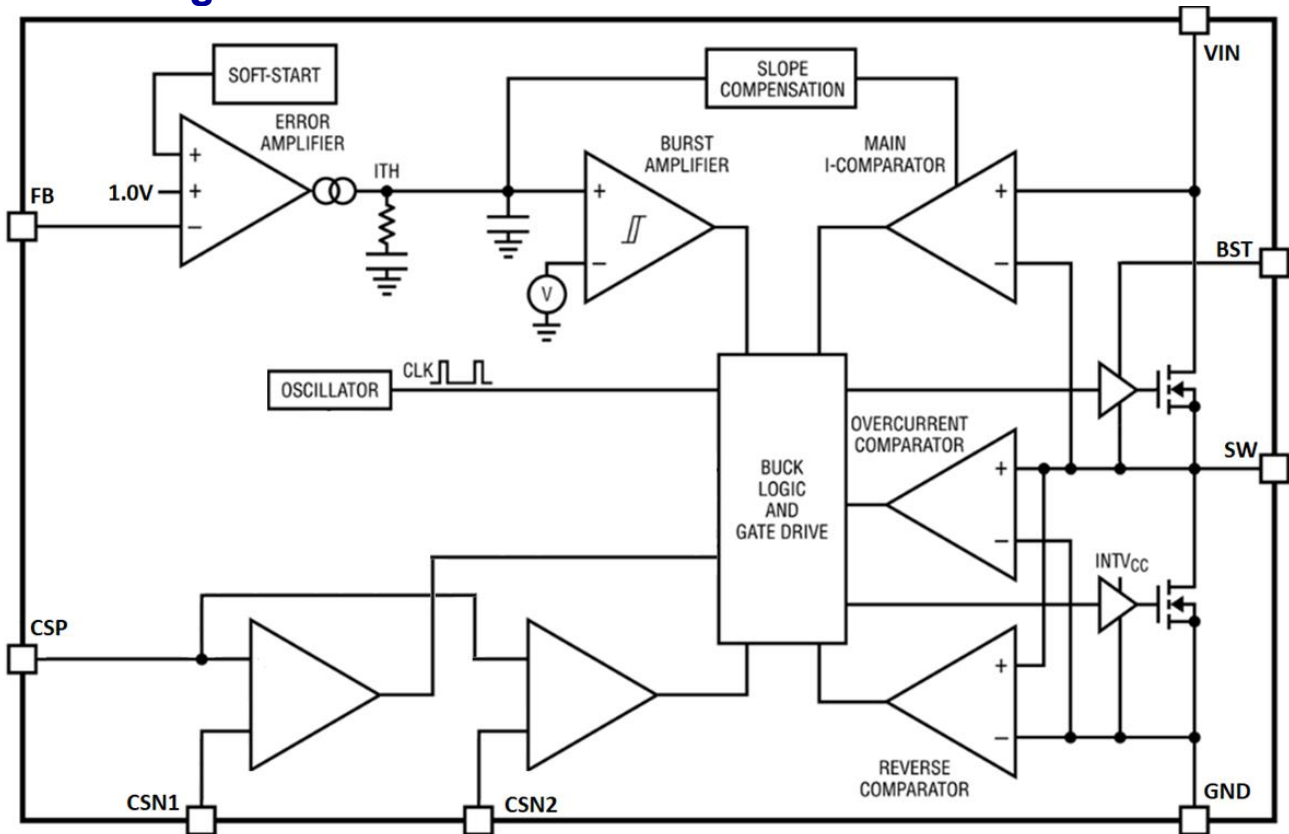 VIN
SOFT-START
SLOPE
COMPENSATION
ERROR
AMPLIFIER
BURST
AMPLIFIER
MAIN
I-COMPARATOR
ITH
FB
1.0V
+
+
−
+
−
V
+
−
BST
OSCILLATOR
CLK
OVERCURRENT
COMPARATOR
SW
BUCK
LOGIC
AND
GATE DRIVE
+
−
INTVCC
CSP
+
−
REVERSE
COMPARATOR
CSN1
CSN2
GND